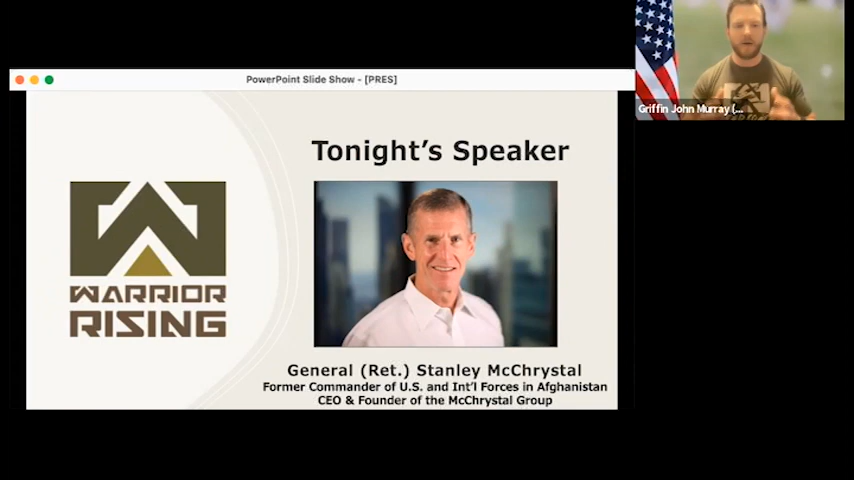 PowerPoint Slide Show - [PRES]
Griffin John Murray (...
Tonight's Speaker
WARRIOR
RISING
General (Ret.) Stanley McChrystal
Former Commander of U.S. and Int'l Forces in Afghanistan
CEO & Founder of the McChrystal Group